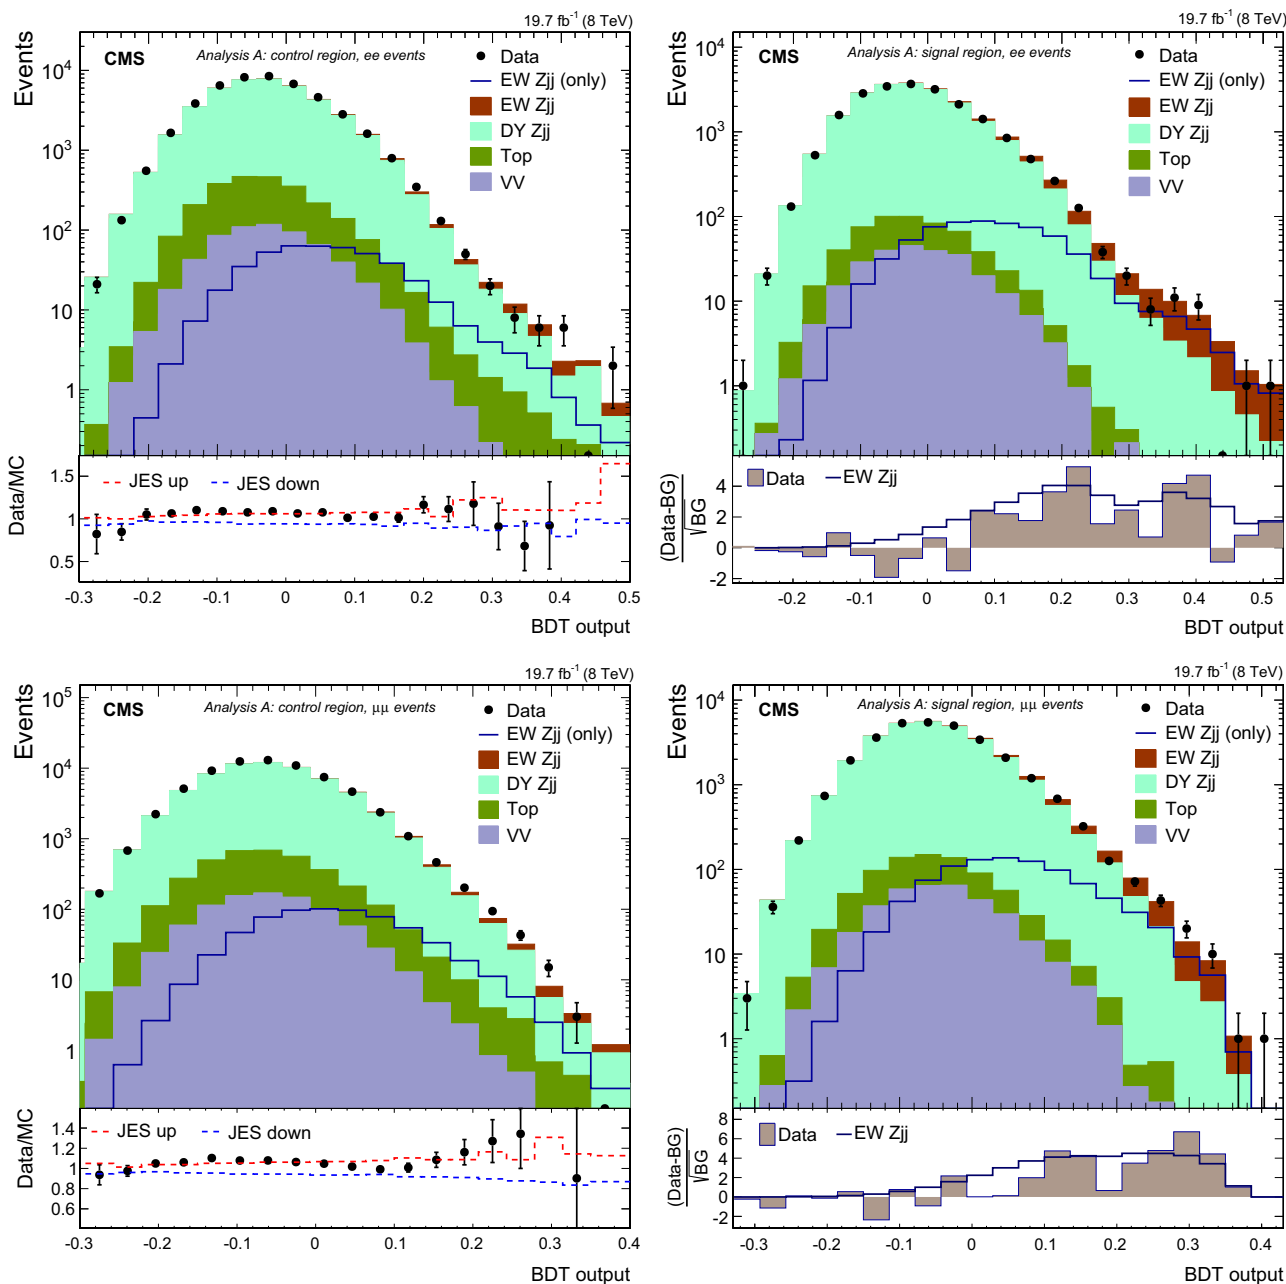 19.7 fb⁻¹ (8 TeV)
CMS
Analysis A: control region, ee events
Events
10⁴
10³
10²
10
1
Data
EW Zjj (only)
EW Zjj
DY Zjj
Top
VV
Data/MC
1.5
1
0.5
JES up
JES down
-0.3 -0.2 -0.1 0 0.1 0.2 0.3 0.4 0.5
BDT output
19.7 fb⁻¹ (8 TeV)
CMS
Analysis A: signal region, ee events
Events
10⁴
10³
10²
10
1
Data
EW Zjj (only)
EW Zjj
DY Zjj
Top
VV
(Data-BG)
√BG
4
2
0
-2
Data
EW Zjj
-0.2 -0.1 0 0.1 0.2 0.3 0.4 0.5
BDT output
19.7 fb⁻¹ (8 TeV)
CMS
Analysis A: control region, μμ events
Events
10⁵
10⁴
10³
10²
10
1
Data
EW Zjj (only)
EW Zjj
DY Zjj
Top
VV
Data/MC
1.4
1.2
1
0.8
0.6
JES up
JES down
-0.3 -0.2 -0.1 0 0.1 0.2 0.3 0.4
BDT output
19.7 fb⁻¹ (8 TeV)
CMS
Analysis A: signal region, μμ events
Events
10⁴
10³
10²
10
1
Data
EW Zjj (only)
EW Zjj
DY Zjj
Top
VV
(Data-BG)
√BG
8
6
4
2
0
-2
Data
EW Zjj
-0.3 -0.2 -0.1 0 0.1 0.2 0.3 0.4
BDT output